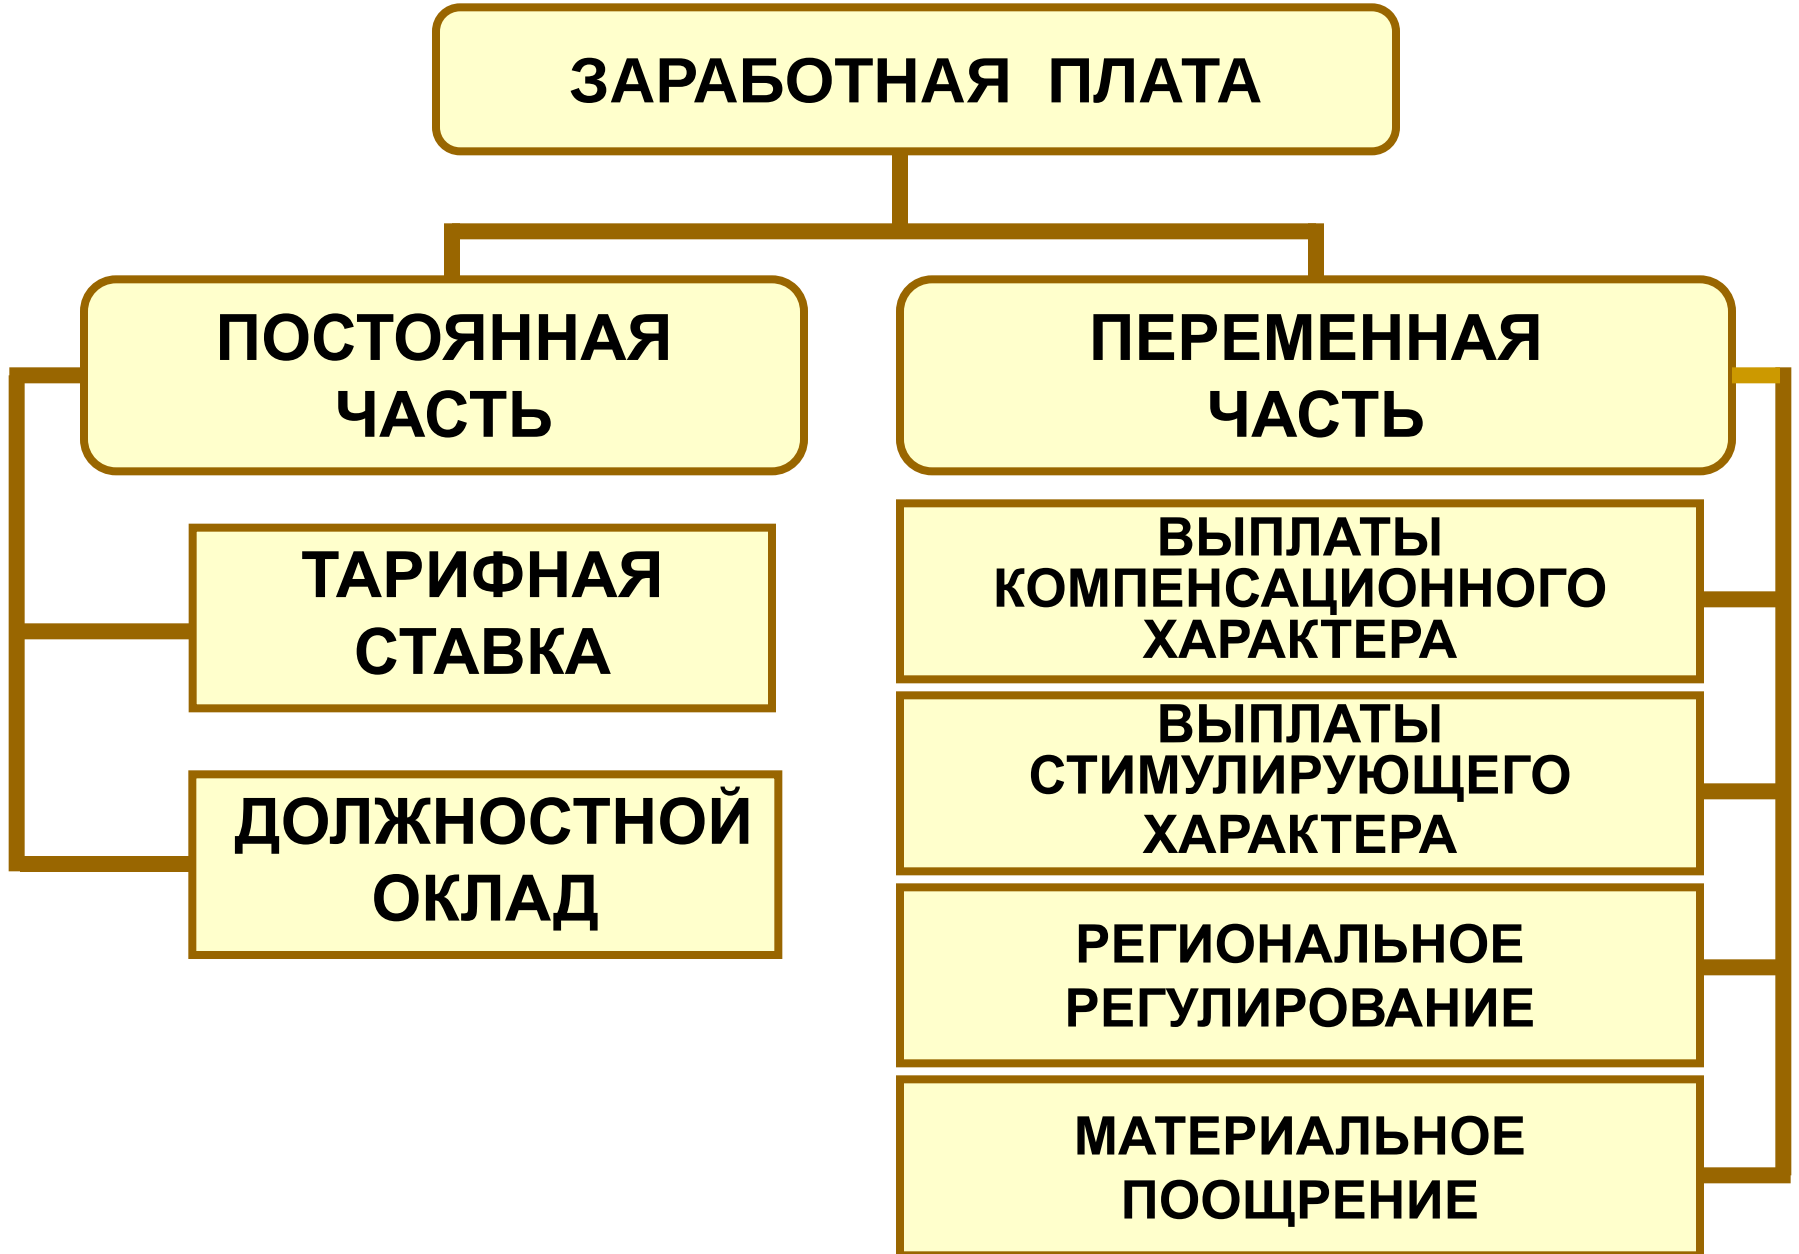 ЗАРАБОТНАЯ ПЛАТА
ПОСТОЯННАЯ
ЧАСТЬ
ТАРИФНАЯ
СТАВКА
ДОЛЖНОСТНОЙ
ОКЛАД
ПЕРЕМЕННАЯ
ЧАСТЬ
ВЫПЛАТЫ
КОМПЕНСАЦИОННОГО
ХАРАКТЕРА
ВЫПЛАТЫ
СТИМУЛИРУЮЩЕГО
ХАРАКТЕРА
РЕГИОНАЛЬНОЕ
РЕГУЛИРОВАНИЕ
МАТЕРИАЛЬНОЕ
ПООЩРЕНИЕ